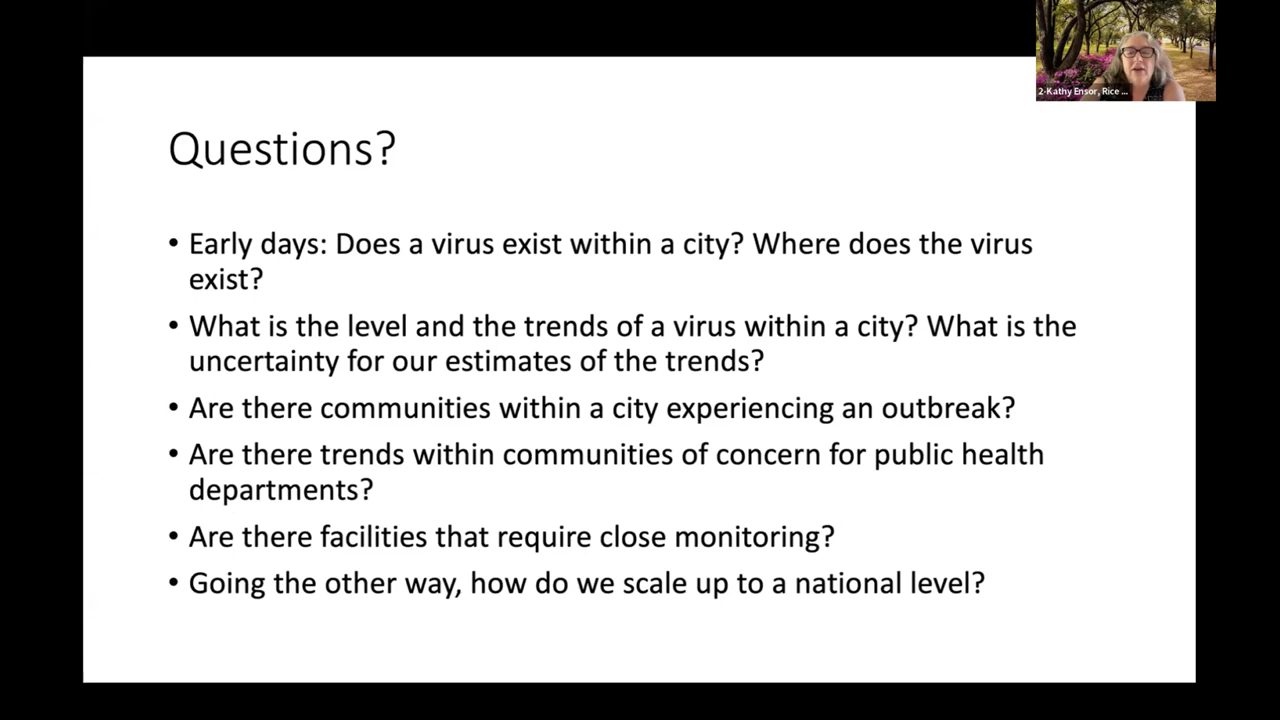 2-Kathy Ensor, Rice ...
Questions?
• Early days: Does a virus exist within a city? Where does the virus
exist?
• What is the level and the trends of a virus within a city? What is the
uncertainty for our estimates of the trends?
• Are there communities within a city experiencing an outbreak?
• Are there trends within communities of concern for public health
departments?
• Are there facilities that require close monitoring?
• Going the other way, how do we scale up to a national level?